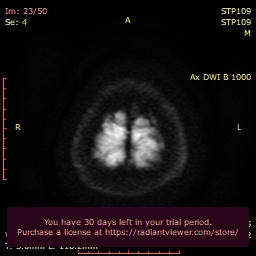 Im: 23/50
STP109
Se: 4
STP109
A
M
Ax DWI B 1000
R
L
You have 30 days left in your trial period.
Purchase a license at https://radiantviewer.com/store/